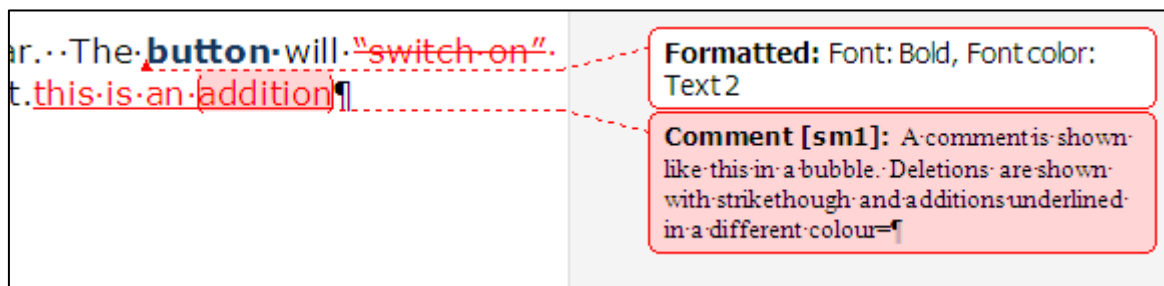 ar. The button will “switch on”
t.this is an addition¶
Formatted: Font: Bold, Font color:
Text 2
Comment [sm1]: A comment is shown
like this in a bubble. Deletions are shown
with strikethough and additions underlined
in a different colour=¶